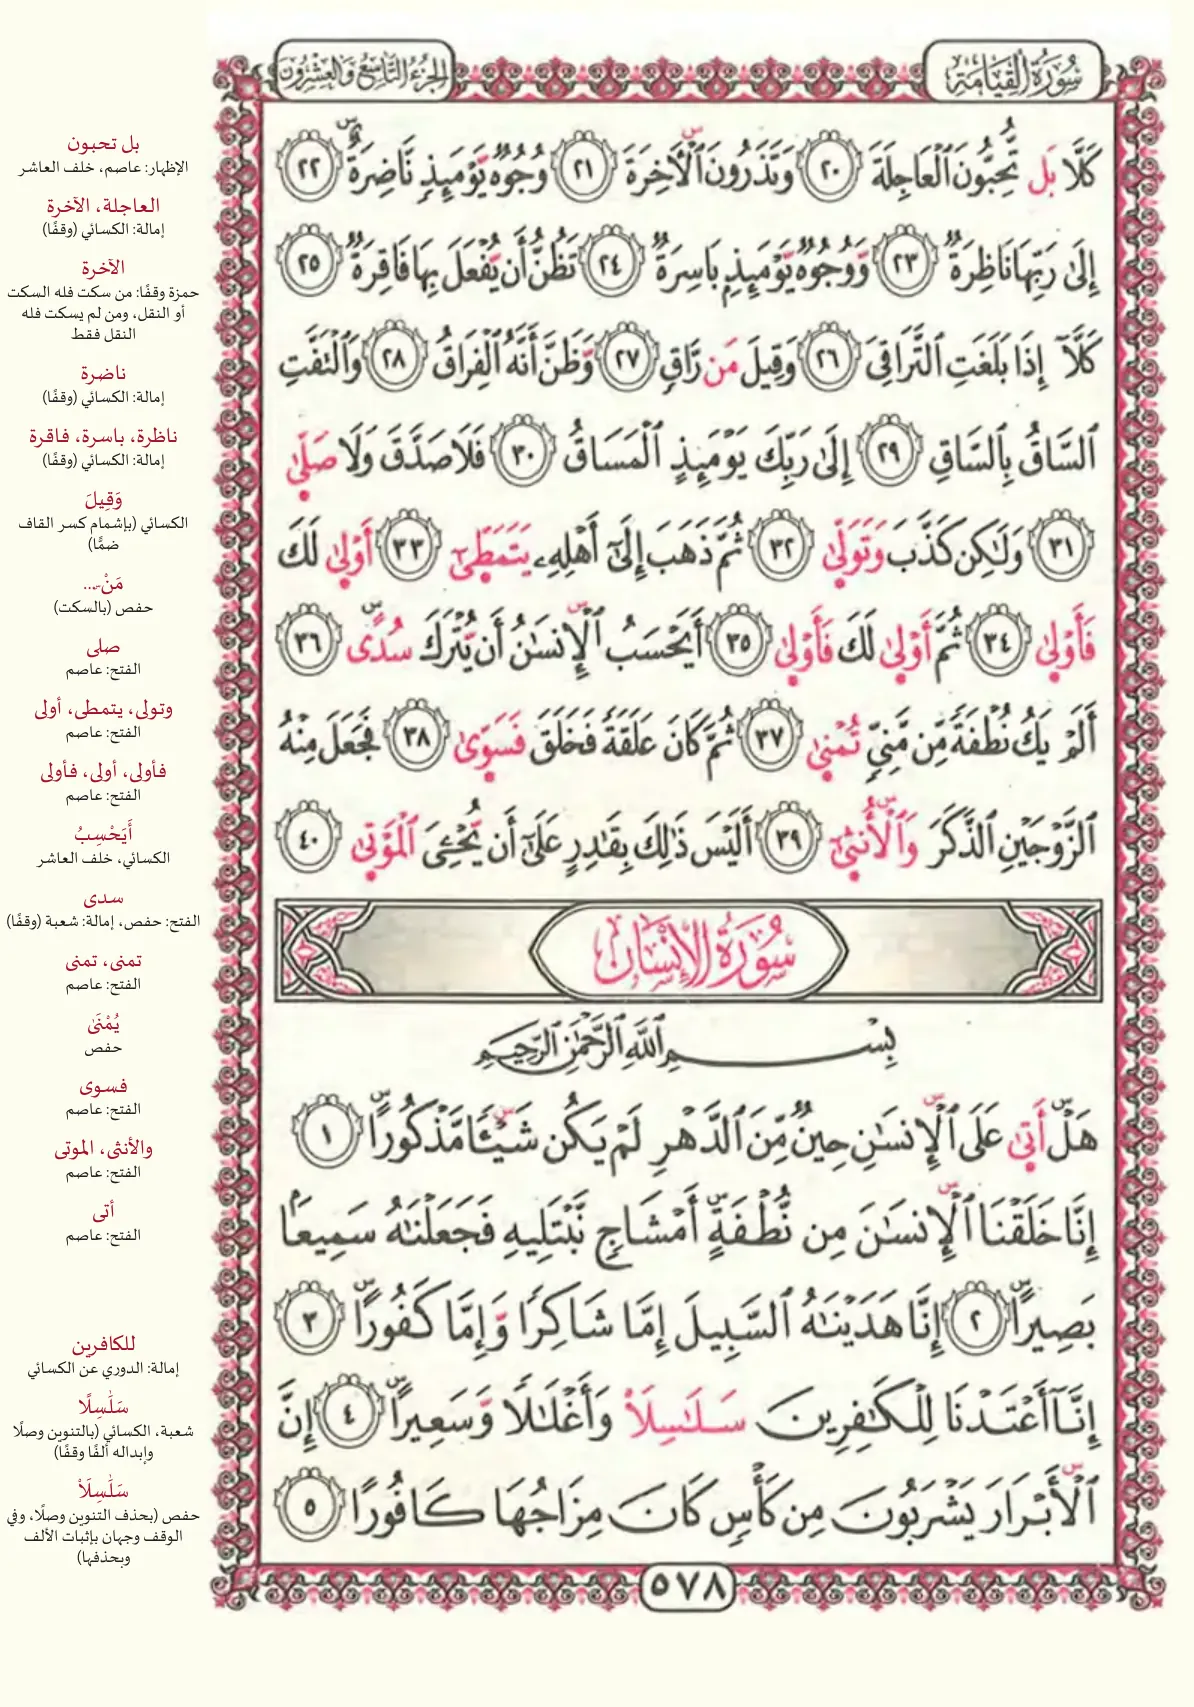 سُورَةُ القِيَامَةِ
الجُزْءُ التَّاسِعُ وَالعِشْرُونَ
كَلَّا بَل تُّحِبُّونَ ٱلْعَاجِلَةَ ٢٠ وَتَذَرُونَ ٱلْأَخِرَةَ ٢١ وُجُوهٌ يَوْمَئِذٍ نَّاضِرَةٌ ٢٢
إِلَىٰ رَبِّهَا نَاظِرَةٌ ٢٣ وَوُجُوهٌ يَوْمَئِذٍ بَاسِرَةٌ ٢٤ تَظُنُّ أَن يُفْعَلَ بِهَا فَاقِرَةٌ ٢٥
كَلَّآ إِذَا بَلَغَتِ ٱلتَّرَاقِىَ ٢٦ وَقِيلَ مَن رَّاقٍ ٢٧ وَظَنَّ أَنَّهُ ٱلْفِرَاقُ ٢٨ وَٱلْتَفَّتِ
ٱلسَّاقُ بِٱلسَّاقِ ٢٩ إِلَىٰ رَبِّكَ يَوْمَئِذٍ ٱلْمَسَاقُ ٣٠ فَلَا صَدَّقَ وَلَا صَلَّىٰ
٣١ وَلَٰكِن كَذَّبَ وَتَوَلَّىٰ ٣٢ ثُمَّ ذَهَبَ إِلَىٰٓ أَهْلِهِۦ يَتَمَطَّىٰٓ ٣٣ أَوْلَىٰ لَكَ
فَأَوْلَىٰ ٣٤ ثُمَّ أَوْلَىٰ لَكَ فَأَوْلَىٰٓ ٣٥ أَيَحْسَبُ ٱلْإِنسَٰنُ أَن يُتْرَكَ سُدًى ٣٦
أَلَمْ يَكُ نُطْفَةً مِّن مَّنِىٍّ تُمْنَىٰ ٣٧ ثُمَّ كَانَ عَلَقَةً فَخَلَقَ فَسَوَّىٰ ٣٨ فَجَعَلَ مِنْهُ
ٱلزَّوْجَيْنِ ٱلذَّكَرَ وَٱلْأُنثَىٰٓ ٣٩ أَلَيْسَ ذَٰلِكَ بِقَٰدِرٍ عَلَىٰٓ أَن يُحْـِۧىَ ٱلْمَوْتَىٰ ٤٠
سُورَةُ الإِنْسَانِ
بِسْمِ ٱللَّهِ ٱلرَّحْمَٰنِ ٱلرَّحِيمِ
هَلْ أَتَىٰ عَلَى ٱلْإِنسَٰنِ حِينٌ مِّنَ ٱلدَّهْرِ لَمْ يَكُن شَيْـًٔا مَّذْكُورًا ١
إِنَّا خَلَقْنَا ٱلْإِنسَٰنَ مِن نُّطْفَةٍ أَمْشَاجٍ نَّبْتَلِيهِ فَجَعَلْنَٰهُ سَمِيعًا
بَصِيرًا ٢ إِنَّا هَدَيْنَٰهُ ٱلسَّبِيلَ إِمَّا شَاكِرًا وَإِمَّا كَفُورًا ٣
إِنَّآ أَعْتَدْنَا لِلْكَٰفِرِينَ سَلَٰسِلَا۟ وَأَغْلَٰلًا وَسَعِيرًا ٤ إِنَّ
ٱلْأَبْرَارَ يَشْرَبُونَ مِن كَأْسٍ كَانَ مِزَاجُهَا كَافُورًا ٥
٥٧٨
بل تحبون
الإظهار: عاصم، خلف العاشر
العاجلة، الآخرة
إمالة: الكسائي (وقفًا)
الآخرة
حمزة وقفًا: من سكت فله السكت
أو النقل، ومن لم يسكت فله
النقل فقط
ناضرة
إمالة: الكسائي (وقفًا)
ناظرة، باسرة، فاقرة
إمالة: الكسائي (وقفًا)
وَقِيلَ
الكسائي (بإشمام كسر القاف
ضمًّا)
مَنْ...
حفص (بالسكت)
صلى
الفتح: عاصم
وتولى، يتمطى، أولى
الفتح: عاصم
فأولى، أولى، فأولى
الفتح: عاصم
أَيَحْسِبُ
الكسائي، خلف العاشر
سدى
الفتح: حفص، إمالة: شعبة (وقفًا)
تمنى، تمنى
الفتح: عاصم
يُمْنَىٰ
حفص
فسوى
الفتح: عاصم
والأنثى، الموتى
الفتح: عاصم
أتى
الفتح: عاصم
للكافرين
إمالة: الدوري عن الكسائي
سَلَٰسِلًا
شعبة، الكسائي (بالتنوين وصلًا
وإبداله ألفًا وقفًا)
سَلَٰسِلَا۟
حفص (بحذف التنوين وصلًا، وفي
الوقف وجهان بإثبات الألف
وبحذفها)